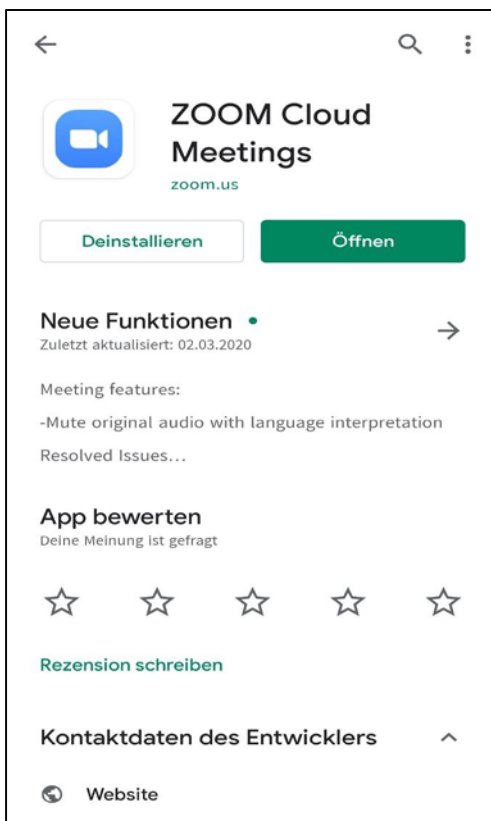 ZOOM Cloud
Meetings
zoom.us
Deinstallieren
Öffnen
Neue Funktionen
Zuletzt aktualisiert: 02.03.2020
Meeting features:
-Mute original audio with language interpretation
Resolved Issues...
App bewerten
Deine Meinung ist gefragt
Rezension schreiben
Kontaktdaten des Entwicklers
Website